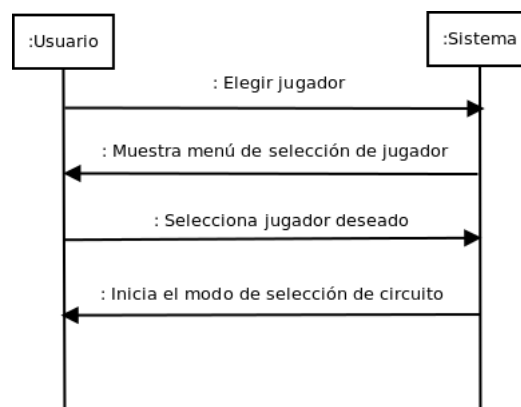 :Usuario
:Sistema
: Elegir jugador
: Muestra menú de selección de jugador
: Selecciona jugador deseado
: Inicia el modo de selección de circuito